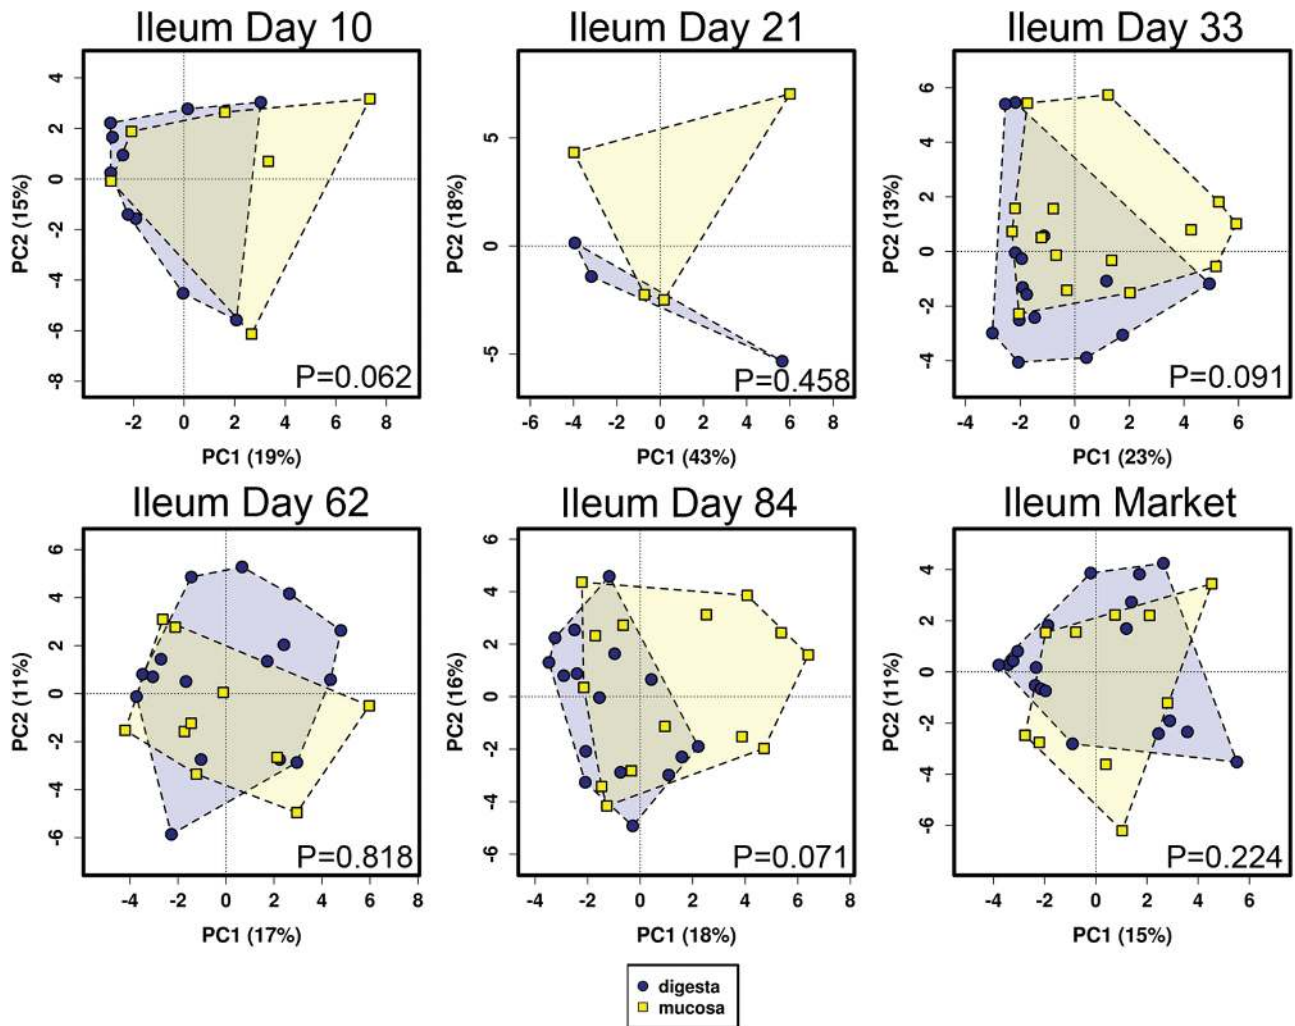 Ileum Day 10
4
2
0
-2
-4
-6
-8
PC2 (15%)
P=0.062
-2 0 2 4 6 8
PC1 (19%)
Ileum Day 21
5
0
-5
PC2 (18%)
P=0.458
-6 -4 -2 0 2 4 6 8
PC1 (43%)
Ileum Day 33
6
4
2
0
-2
-4
PC2 (13%)
P=0.091
-4 -2 0 2 4 6
PC1 (23%)
Ileum Day 62
6
4
2
0
-2
-4
-6
PC2 (11%)
P=0.818
-4 -2 0 2 4 6 8
PC1 (17%)
Ileum Day 84
6
4
2
0
-2
-4
-6
PC2 (16%)
P=0.071
-4 -2 0 2 4 6 8
PC1 (18%)
Ileum Market
4
2
0
-2
-4
-6
PC2 (11%)
P=0.224
-4 -2 0 2 4 6
PC1 (15%)
digesta
mucosa